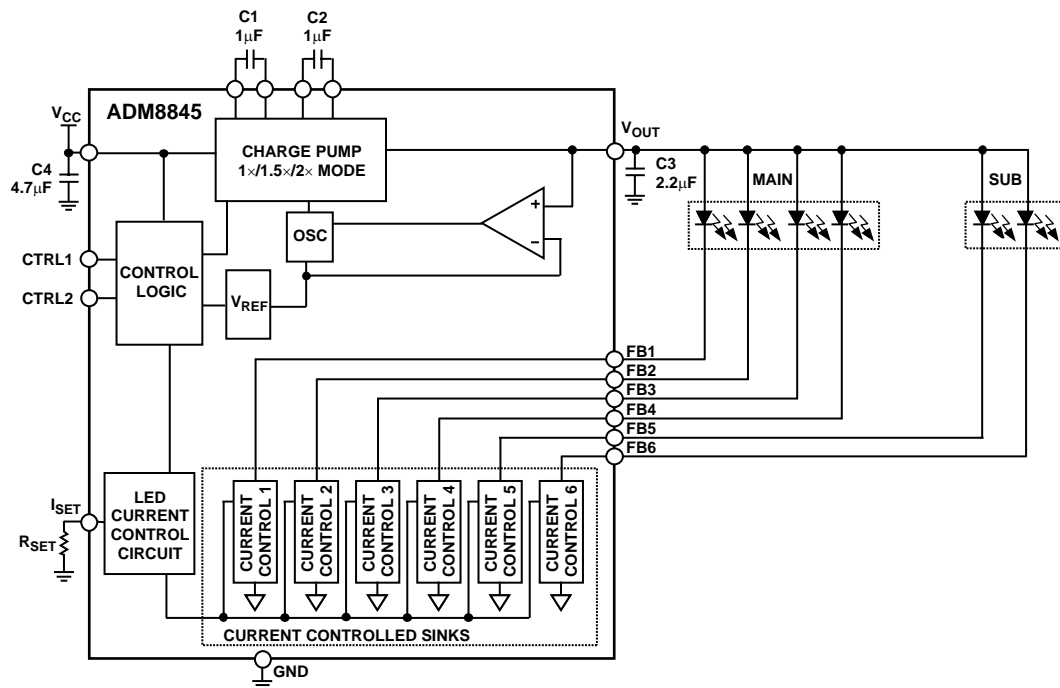 C1
1µF
C2
1µF
ADM8845
VCC
C4
4.7µF
CHARGE PUMP
1×/1.5×/2× MODE
VOUT
C3
2.2µF
MAIN
SUB
OSC
+
–
CTRL1
CTRL2
CONTROL
LOGIC
VREF
FB1
FB2
FB3
FB4
FB5
FB6
ISET
RSET
LED
CURRENT
CONTROL
CIRCUIT
CURRENT
CONTROL 1
CURRENT
CONTROL 2
CURRENT
CONTROL 3
CURRENT
CONTROL 4
CURRENT
CONTROL 5
CURRENT
CONTROL 6
CURRENT CONTROLLED SINKS
GND